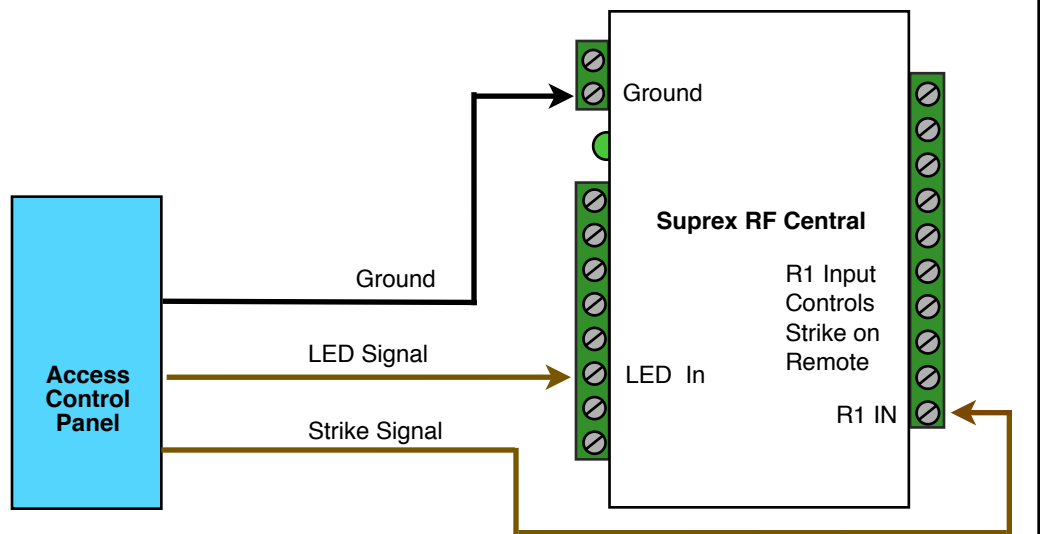 Ground
Suprex RF Central
R1 Input
Controls
Strike on
Remote
Ground
LED Signal
LED  In
Access
Control
Panel
Strike Signal
R1 IN